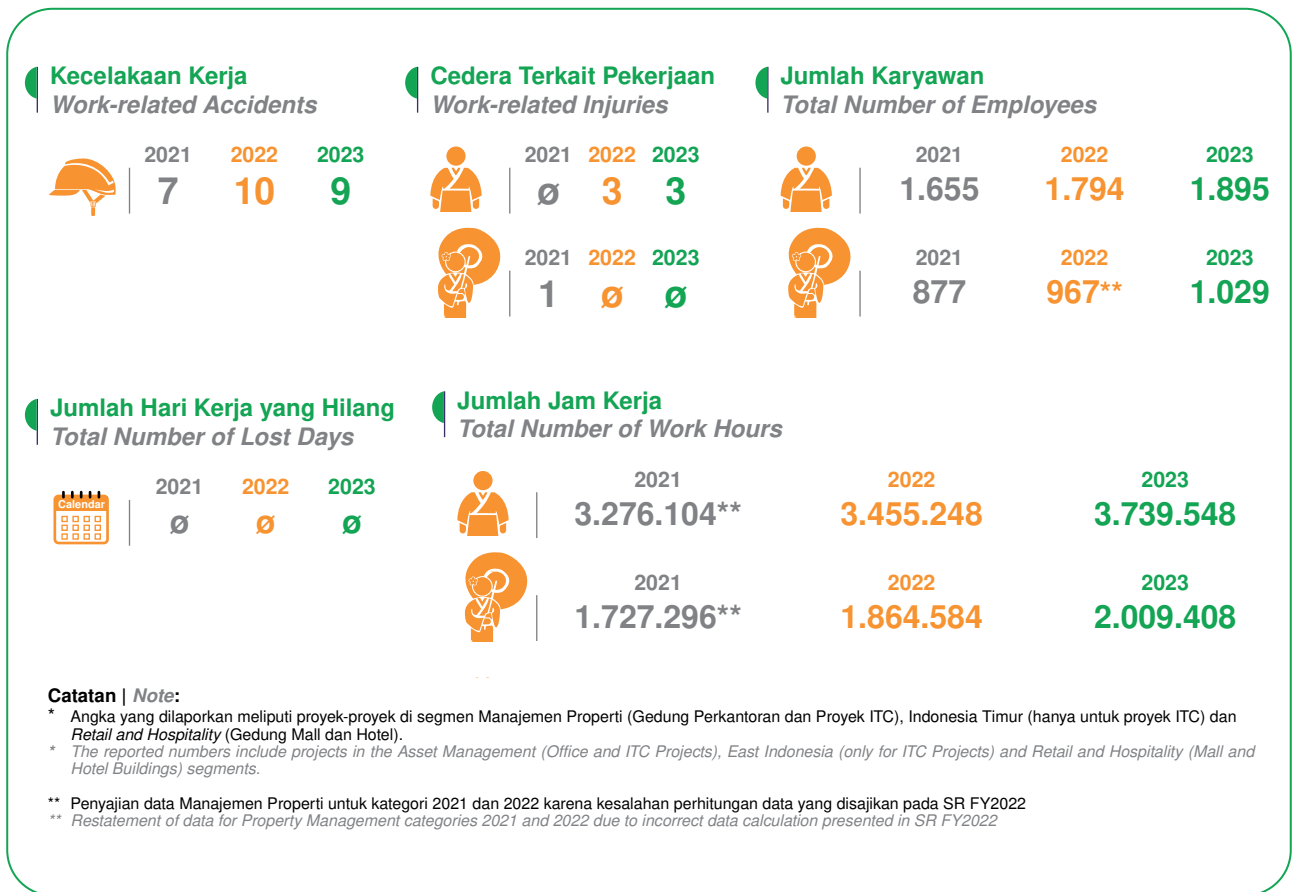 Kecelakaan Kerja
Work-related Accidents
2021 2022 2023
7 10 9
Cedera Terkait Pekerjaan
Work-related Injuries
2021 2022 2023
ø 3 3
2021 2022 2023
1 ø ø
Jumlah Karyawan
Total Number of Employees
2021 2022 2023
1.655 1.794 1.895
2021 2022 2023
877 967** 1.029
Jumlah Hari Kerja yang Hilang
Total Number of Lost Days
Calendar
2021 2022 2023
ø ø ø
Jumlah Jam Kerja
Total Number of Work Hours
2021 2022 2023
3.276.104** 3.455.248 3.739.548
2021 2022 2023
1.727.296** 1.864.584 2.009.408
Catatan | Note:
* Angka yang dilaporkan meliputi proyek-proyek di segmen Manajemen Properti (Gedung Perkantoran dan Proyek ITC), Indonesia Timur (hanya untuk proyek ITC) dan
Retail and Hospitality (Gedung Mall dan Hotel).
* The reported numbers include projects in the Asset Management (Office and ITC Projects), East Indonesia (only for ITC Projects) and Retail and Hospitality (Mall and
Hotel Buildings) segments.
** Penyajian data Manajemen Properti untuk kategori 2021 dan 2022 karena kesalahan perhitungan data yang disajikan pada SR FY2022
** Restatement of data for Property Management categories 2021 and 2022 due to incorrect data calculation presented in SR FY2022